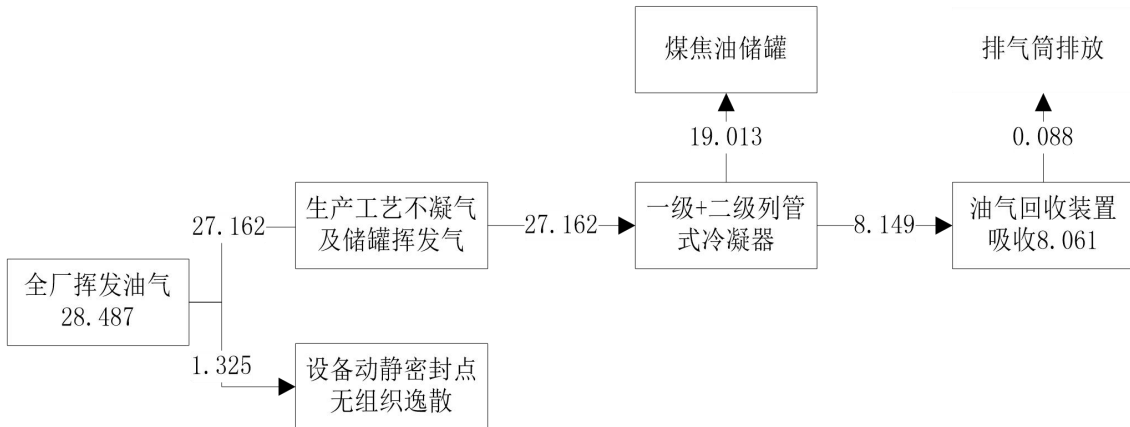 煤焦油储罐
排气筒排放
19.013
0.088
生产工艺不凝气
及储罐挥发气
一级+二级列管
式冷凝器
油气回收装置
吸收8.061
27.162
27.162
8.149
全厂挥发油气
28.487
1.325
设备动静密封点
无组织逸散